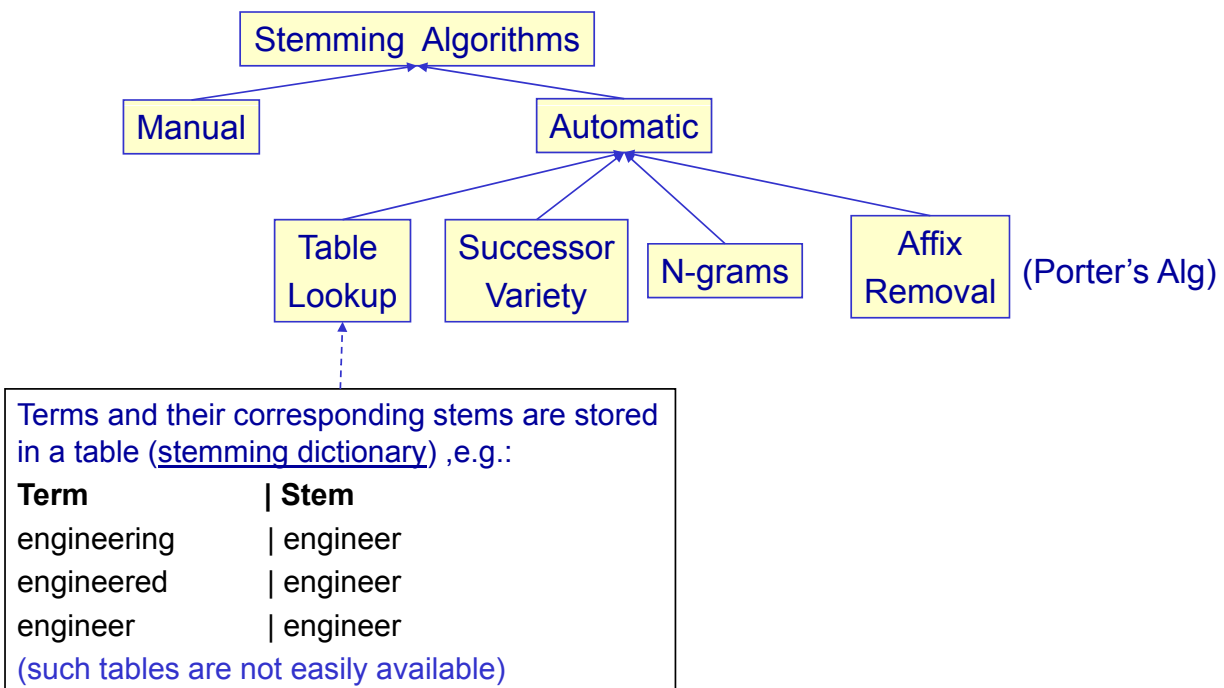 Stemming Algorithms
Manual
Automatic
Table
Lookup
Successor
Variety
N-grams
Affix
Removal
(Porter’s Alg)
Terms and their corresponding stems are stored
in a table (stemming dictionary) ,e.g.:
Term | Stem
engineering | engineer
engineered | engineer
engineer | engineer
(such tables are not easily available)